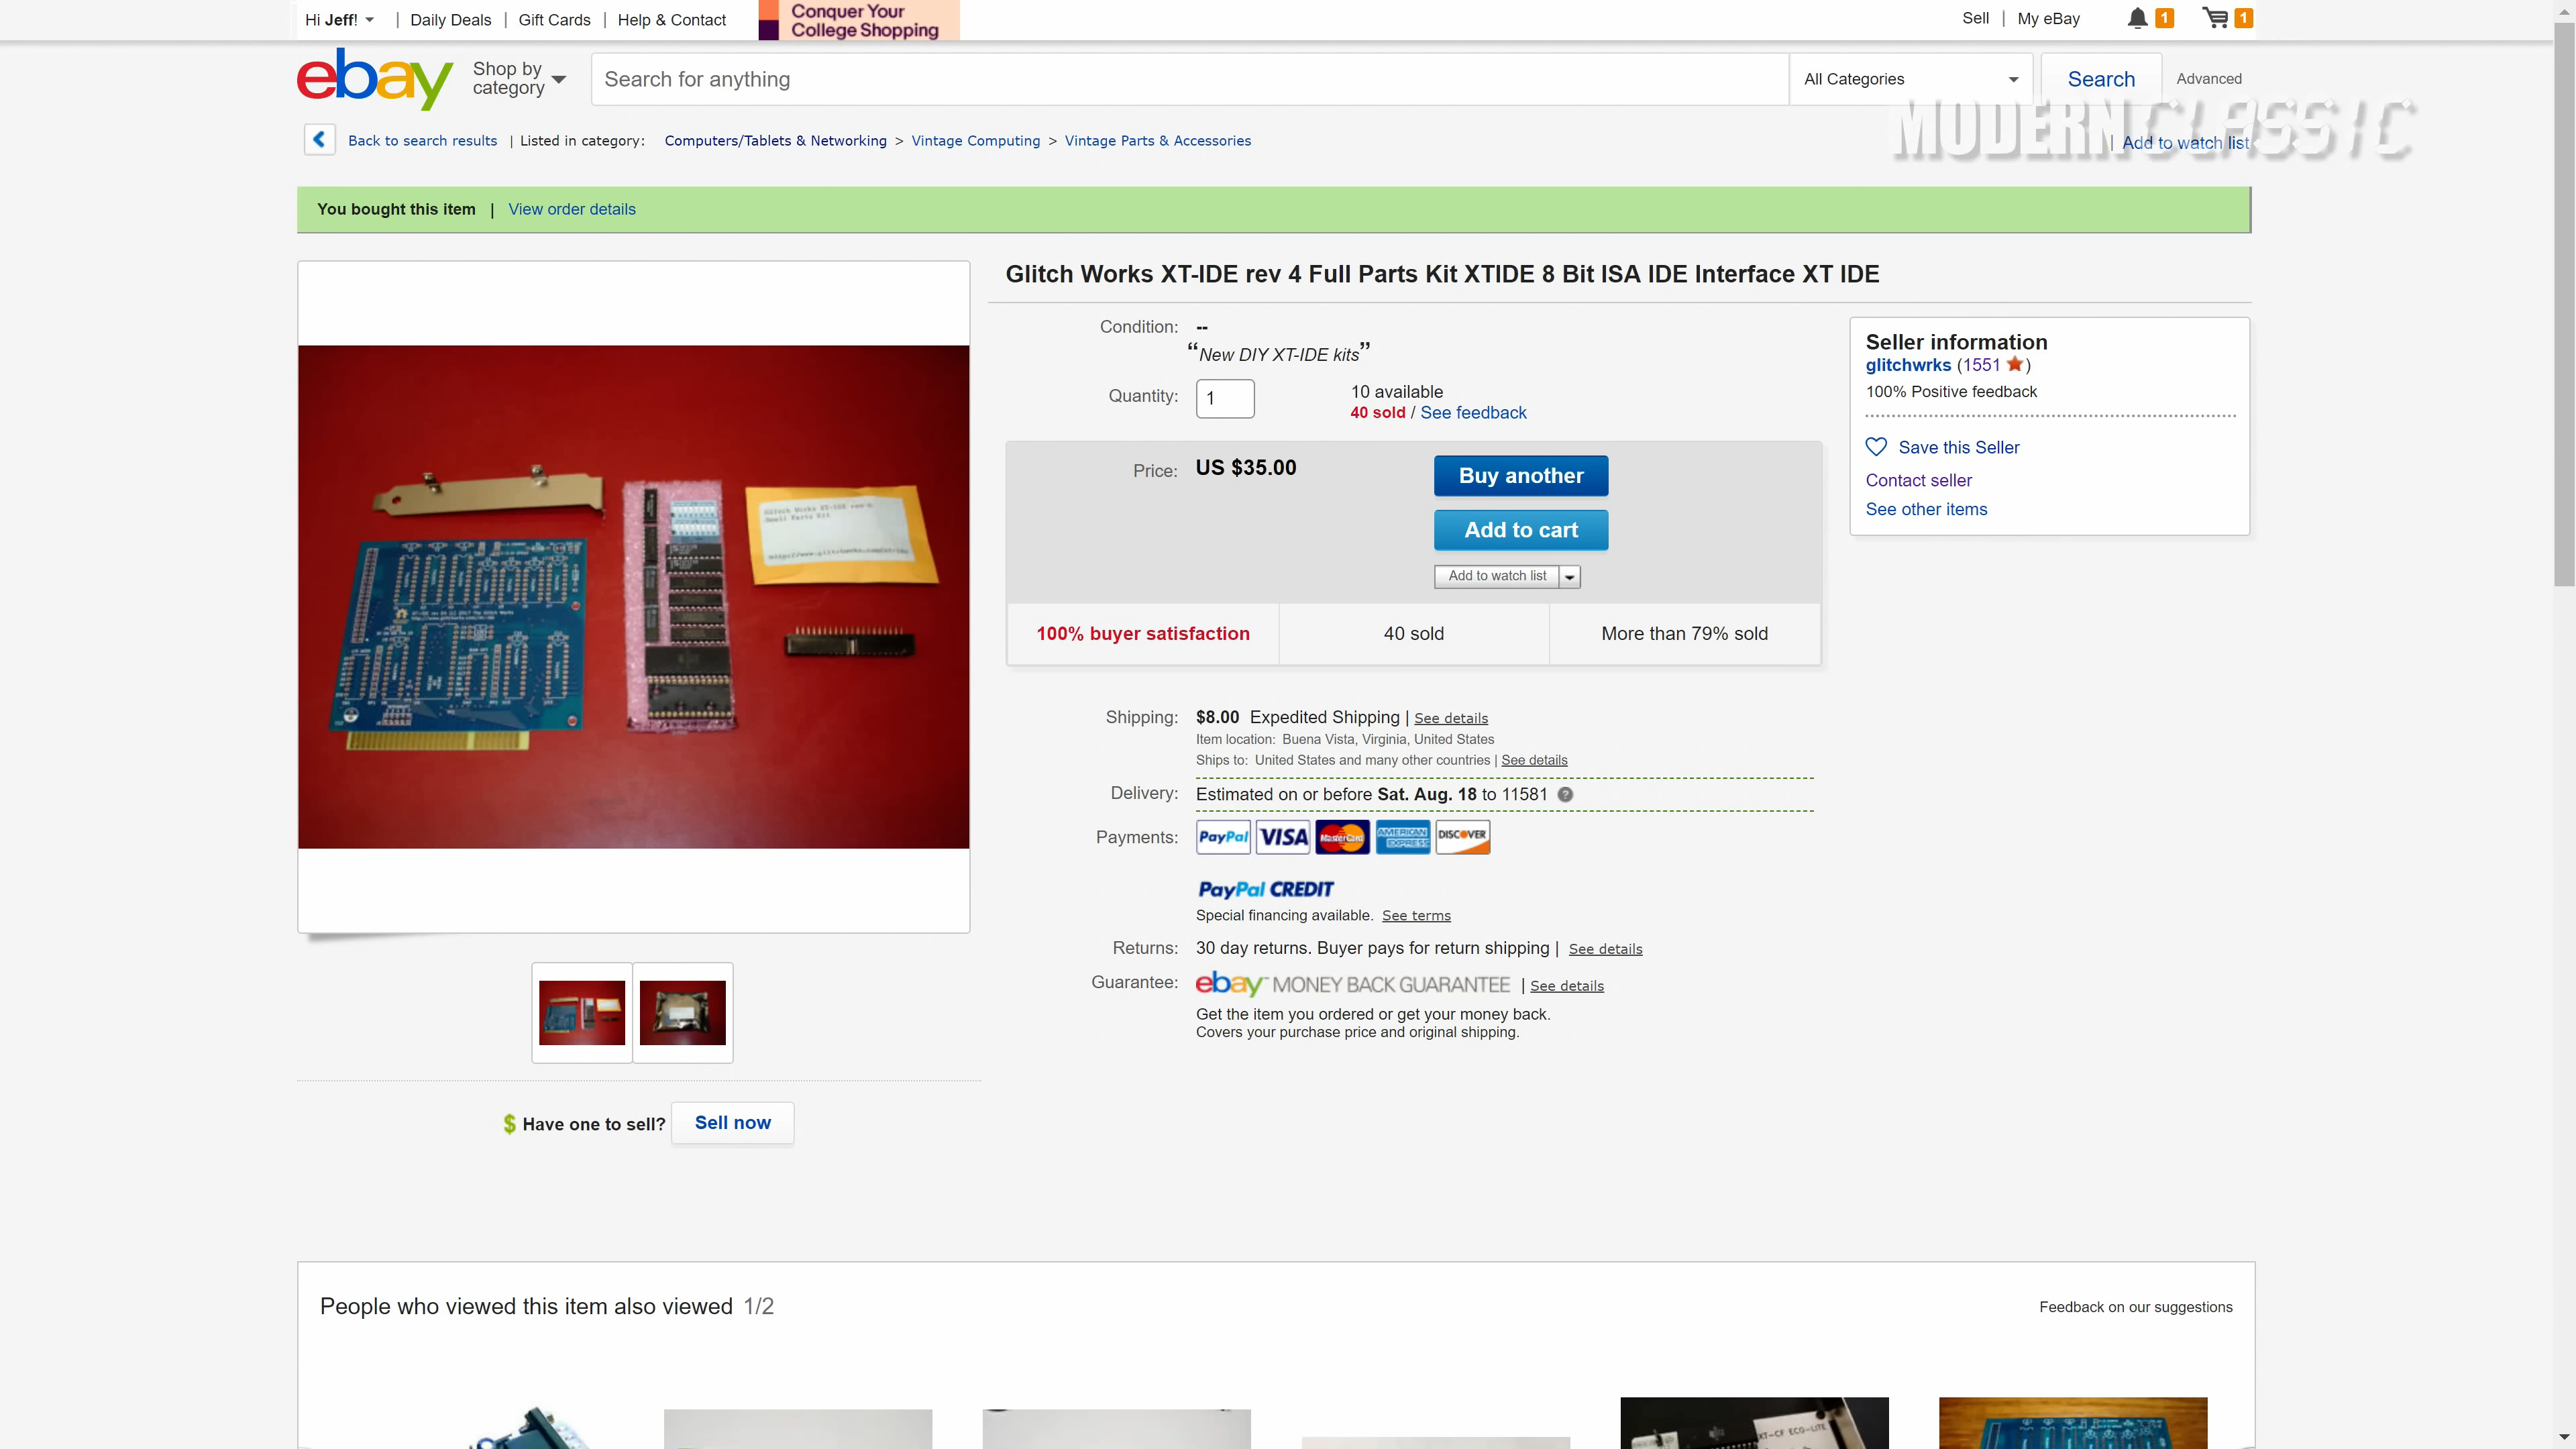 Hi Jeff! | Daily Deals | Gift Cards | Help & Contact
Conquer Your
College Shopping
Sell | My eBay 1 1
ebay
Shop by
category
Search for anything
All Categories
Search
Advanced
MODERN CLASSIC
Back to search results | Listed in category: Computers/Tablets & Networking > Vintage Computing > Vintage Parts & Accessories
| Add to watch list
You bought this item | View order details
Glitch Works XT-IDE rev 4 Full Parts Kit XTIDE 8 Bit ISA IDE Interface XT IDE
Condition: --
“New DIY XT-IDE kits”
Quantity: 1
10 available
40 sold / See feedback
Price: US $35.00
Buy another
Add to cart
Add to watch list
100% buyer satisfaction
40 sold
More than 79% sold
Seller information
glitchwrks (1551)
100% Positive feedback
Save this Seller
Contact seller
See other items
Shipping: $8.00 Expedited Shipping | See details
Item location: Buena Vista, Virginia, United States
Ships to: United States and many other countries | See details
Delivery: Estimated on or before Sat. Aug. 18 to 11581 ?
Payments: PayPal VISA MasterCard AMERICAN EXPRESS DISCOVER
PayPal CREDIT
Special financing available. See terms
Returns: 30 day returns. Buyer pays for return shipping | See details
Guarantee: ebay MONEY BACK GUARANTEE | See details
Get the item you ordered or get your money back.
Covers your purchase price and original shipping.
$ Have one to sell? Sell now
People who viewed this item also viewed 1/2
Feedback on our suggestions
XT-CF ECO-LITE